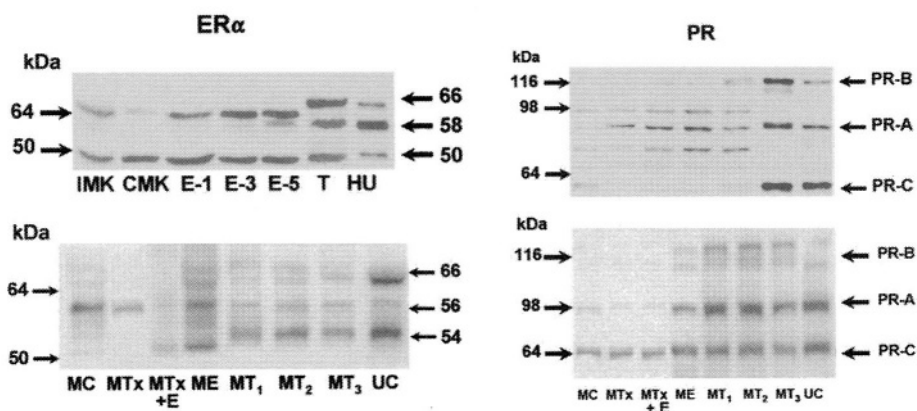 ERα
kDa
64
50
66
58
50
IMK CMK E-1 E-3 E-5 T HU
kDa
64
50
66
56
54
MC MTx MTx +E ME MT1 MT2 MT3 UC
PR
kDa
116
98
64
PR-B
PR-A
PR-C
kDa
116
98
64
PR-B
PR-A
PR-C
MC MTx MTx + E ME MT1 MT2 MT3 UC